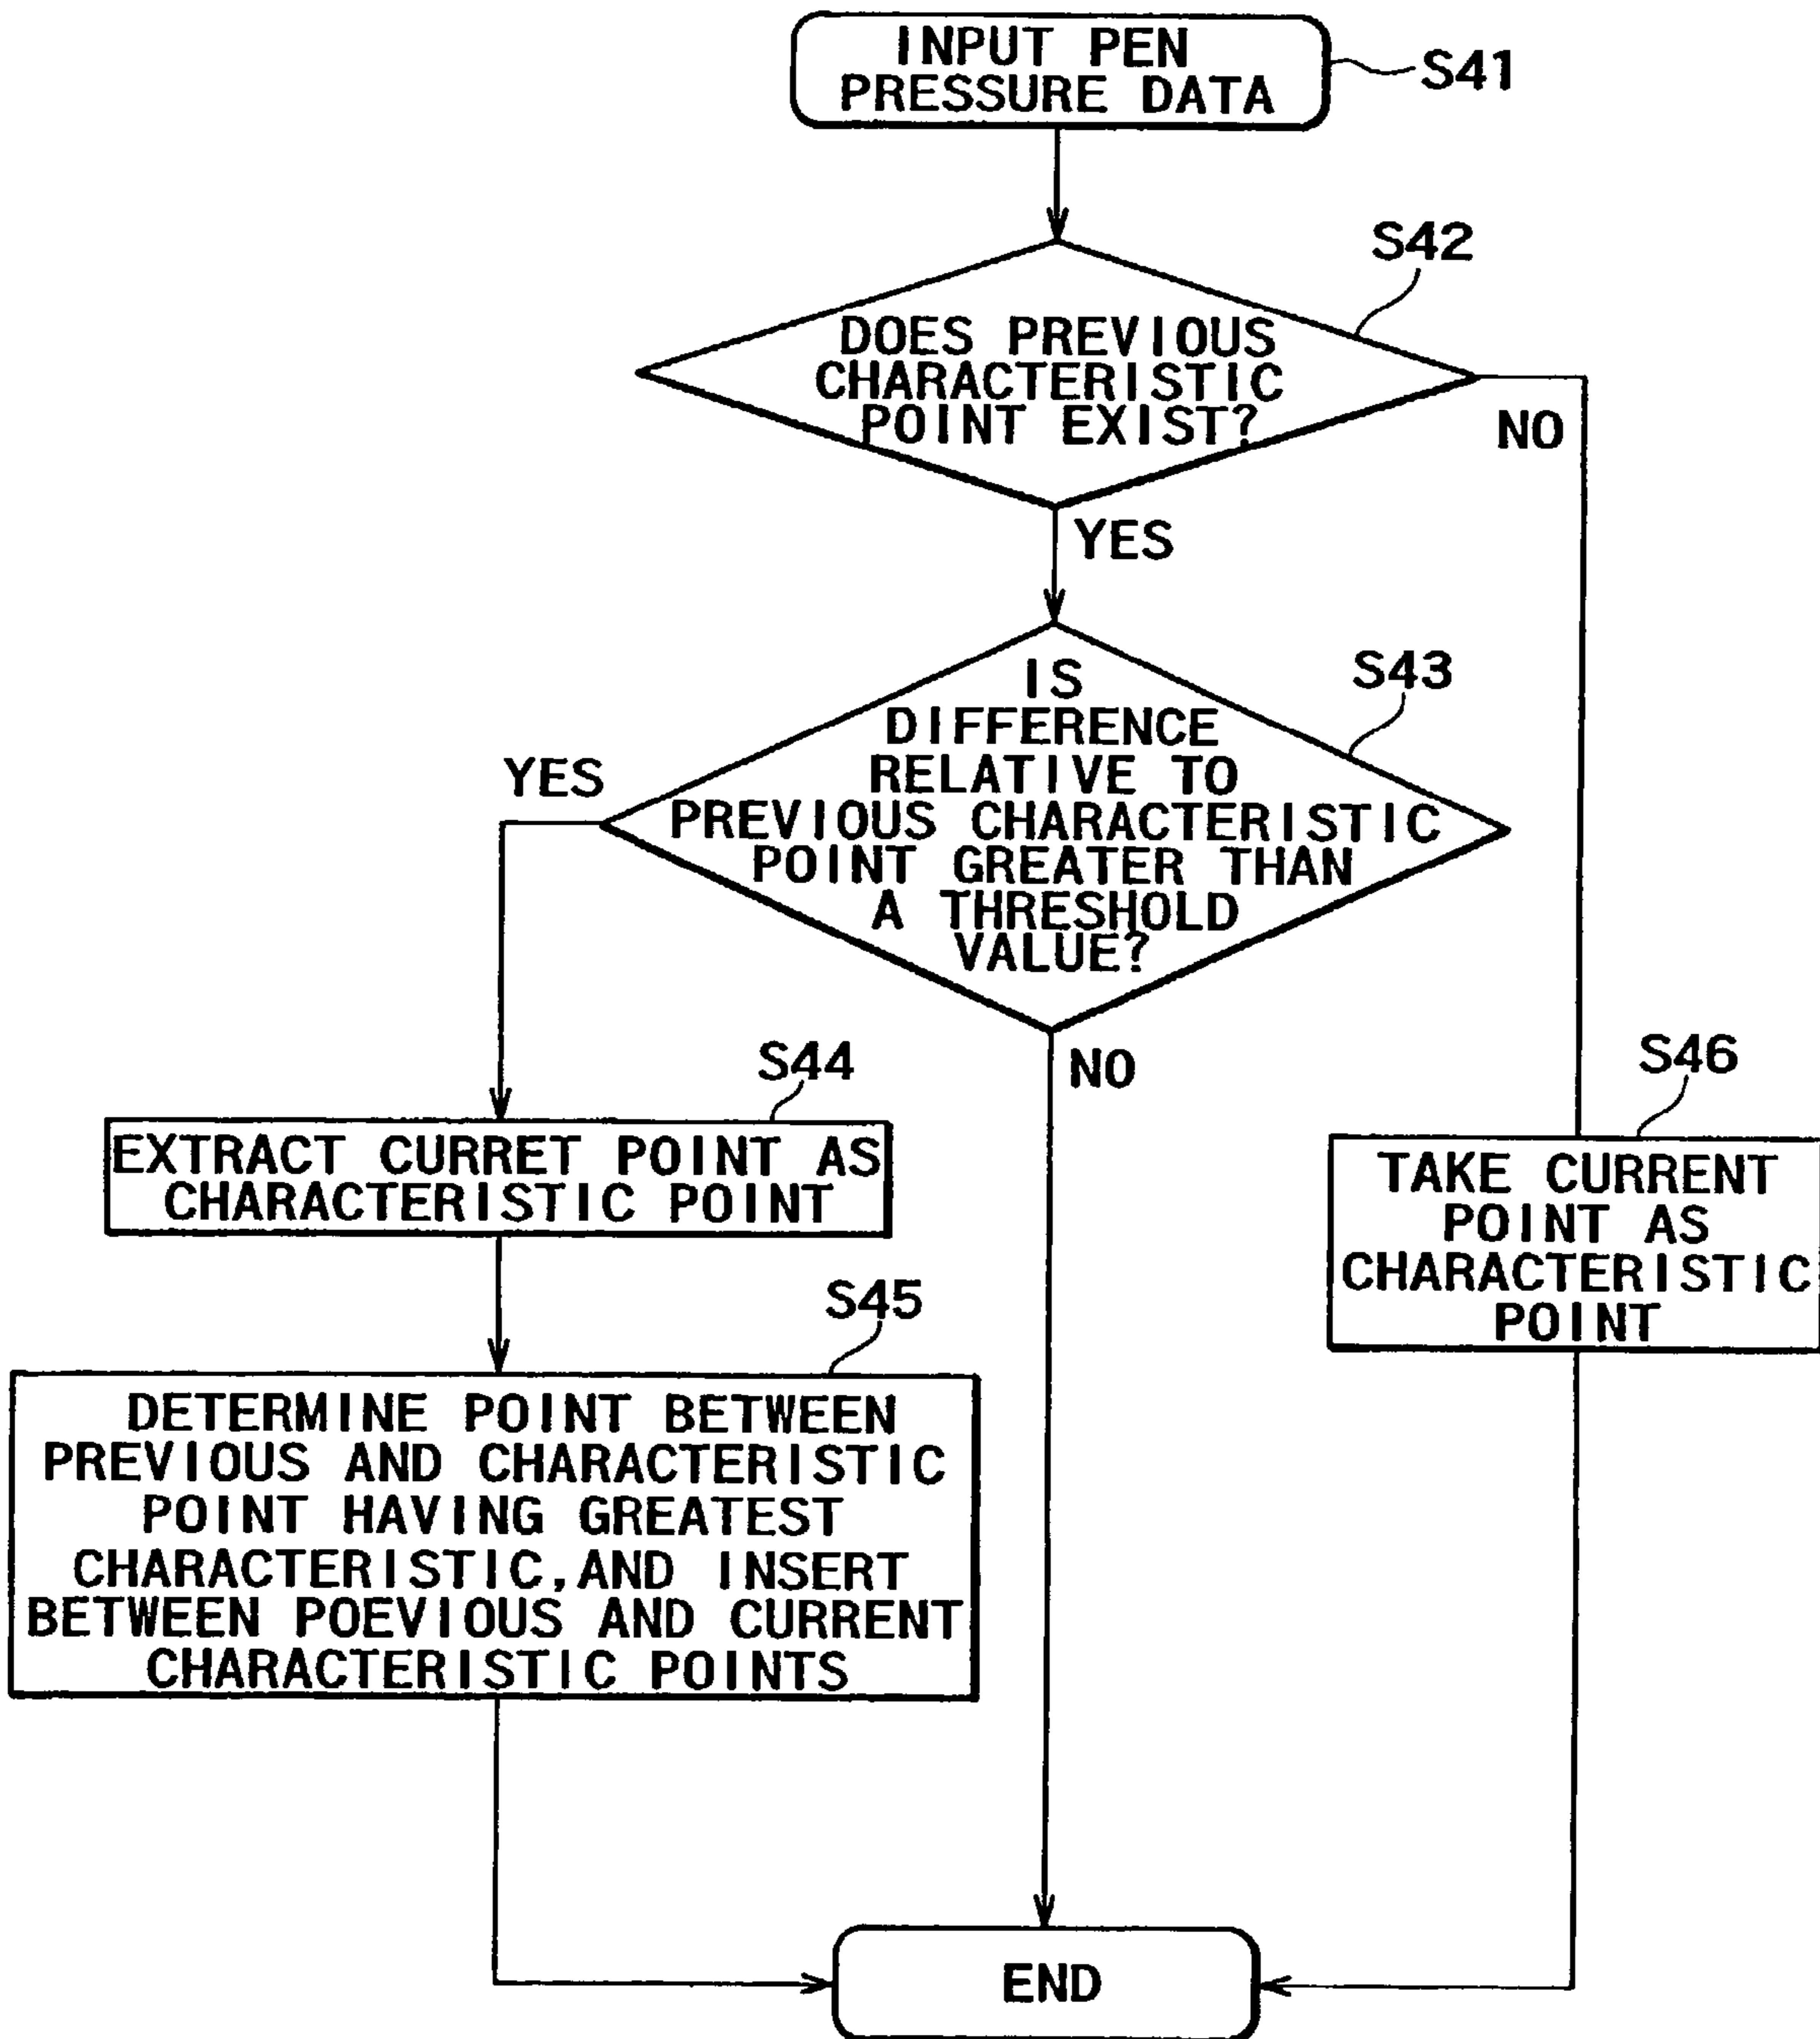 INPUT PEN
PRESSURE DATA
S41
S42
DOES PREVIOUS
CHARACTERISTIC
POINT EXIST?
NO
YES
S43
IS
DIFFERENCE
RELATIVE TO
PREVIOUS CHARACTERISTIC
POINT GREATER THAN
A THRESHOLD
VALUE?
YES
NO
S44
EXTRACT CURRET POINT AS
CHARACTERISTIC POINT
S46
TAKE CURRENT
POINT AS
CHARACTERISTIC
POINT
S45
DETERMINE POINT BETWEEN
PREVIOUS AND CHARACTERISTIC
POINT HAVING GREATEST
CHARACTERISTIC, AND INSERT
BETWEEN POEVIOUS AND CURRENT
CHARACTERISTIC POINTS
END